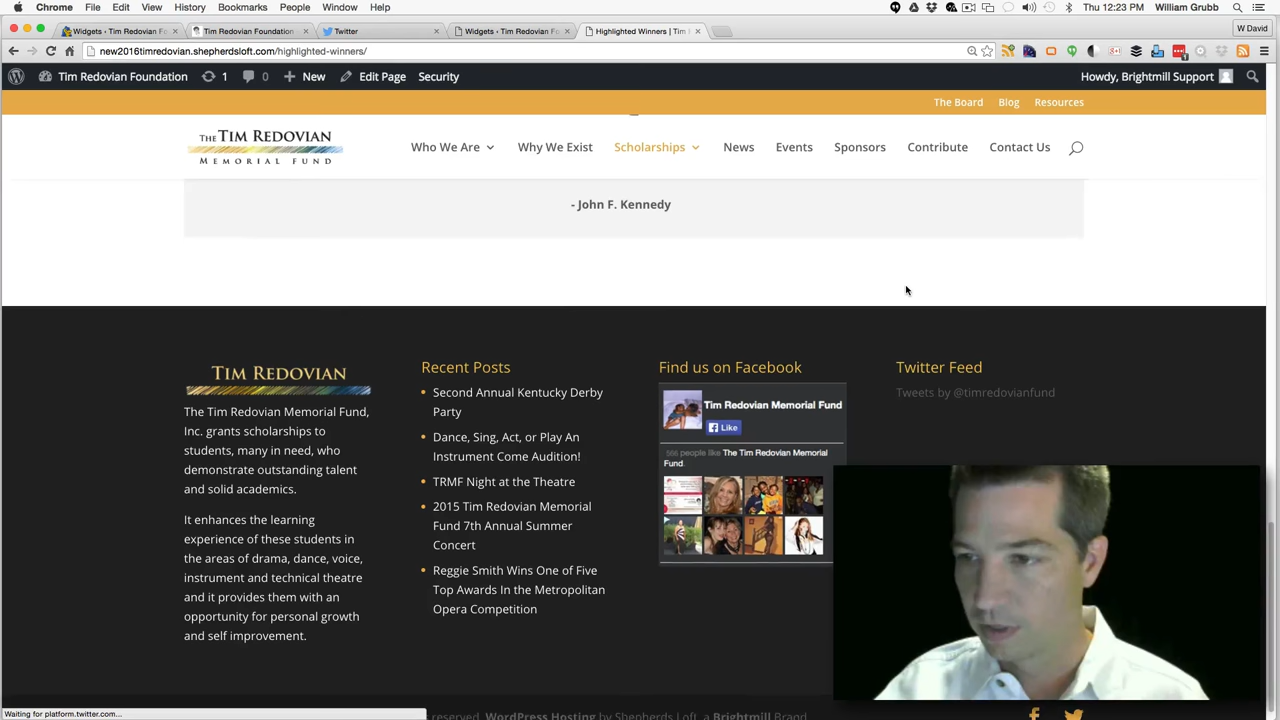 Chrome File Edit View History Bookmarks People Window Help Thu 12:23 PM William Grubb
Widgets ‹ Tim Redovian F Tim Redovian Foundation Twitter Widgets ‹ Tim Redovian F Highlighted Winners | Tim W David
new2016timredovian.shepherdsloft.com/highlighted-winners/
Tim Redovian Foundation 1 0 New Edit Page Security Howdy, Brightmill Support
The Board Blog Resources
THE TIM REDOVIAN
MEMORIAL FUND
Who We Are Why We Exist Scholarships News Events Sponsors Contribute Contact Us
- John F. Kennedy
TIM REDOVIAN
The Tim Redovian Memorial Fund,
Inc. grants scholarships to
students, many in need, who
demonstrate outstanding talent
and solid academics.
It enhances the learning
experience of these students in
the areas of drama, dance, voice,
instrument and technical theatre
and it provides them with an
opportunity for personal growth
and self improvement.
Recent Posts
Second Annual Kentucky Derby
Party
Dance, Sing, Act, or Play An
Instrument Come Audition!
TRMF Night at the Theatre
2015 Tim Redovian Memorial
Fund 7th Annual Summer
Concert
Reggie Smith Wins One of Five
Top Awards In the Metropolitan
Opera Competition
Find us on Facebook
Tim Redovian Memorial Fund
Like
566 people like The Tim Redovian Memorial
Fund
Twitter Feed
Tweets by @timredovianfund
Waiting for platform.twitter.com...
reserved. WordPress Hosting by Shepherds Loft, a Brightmill Brand